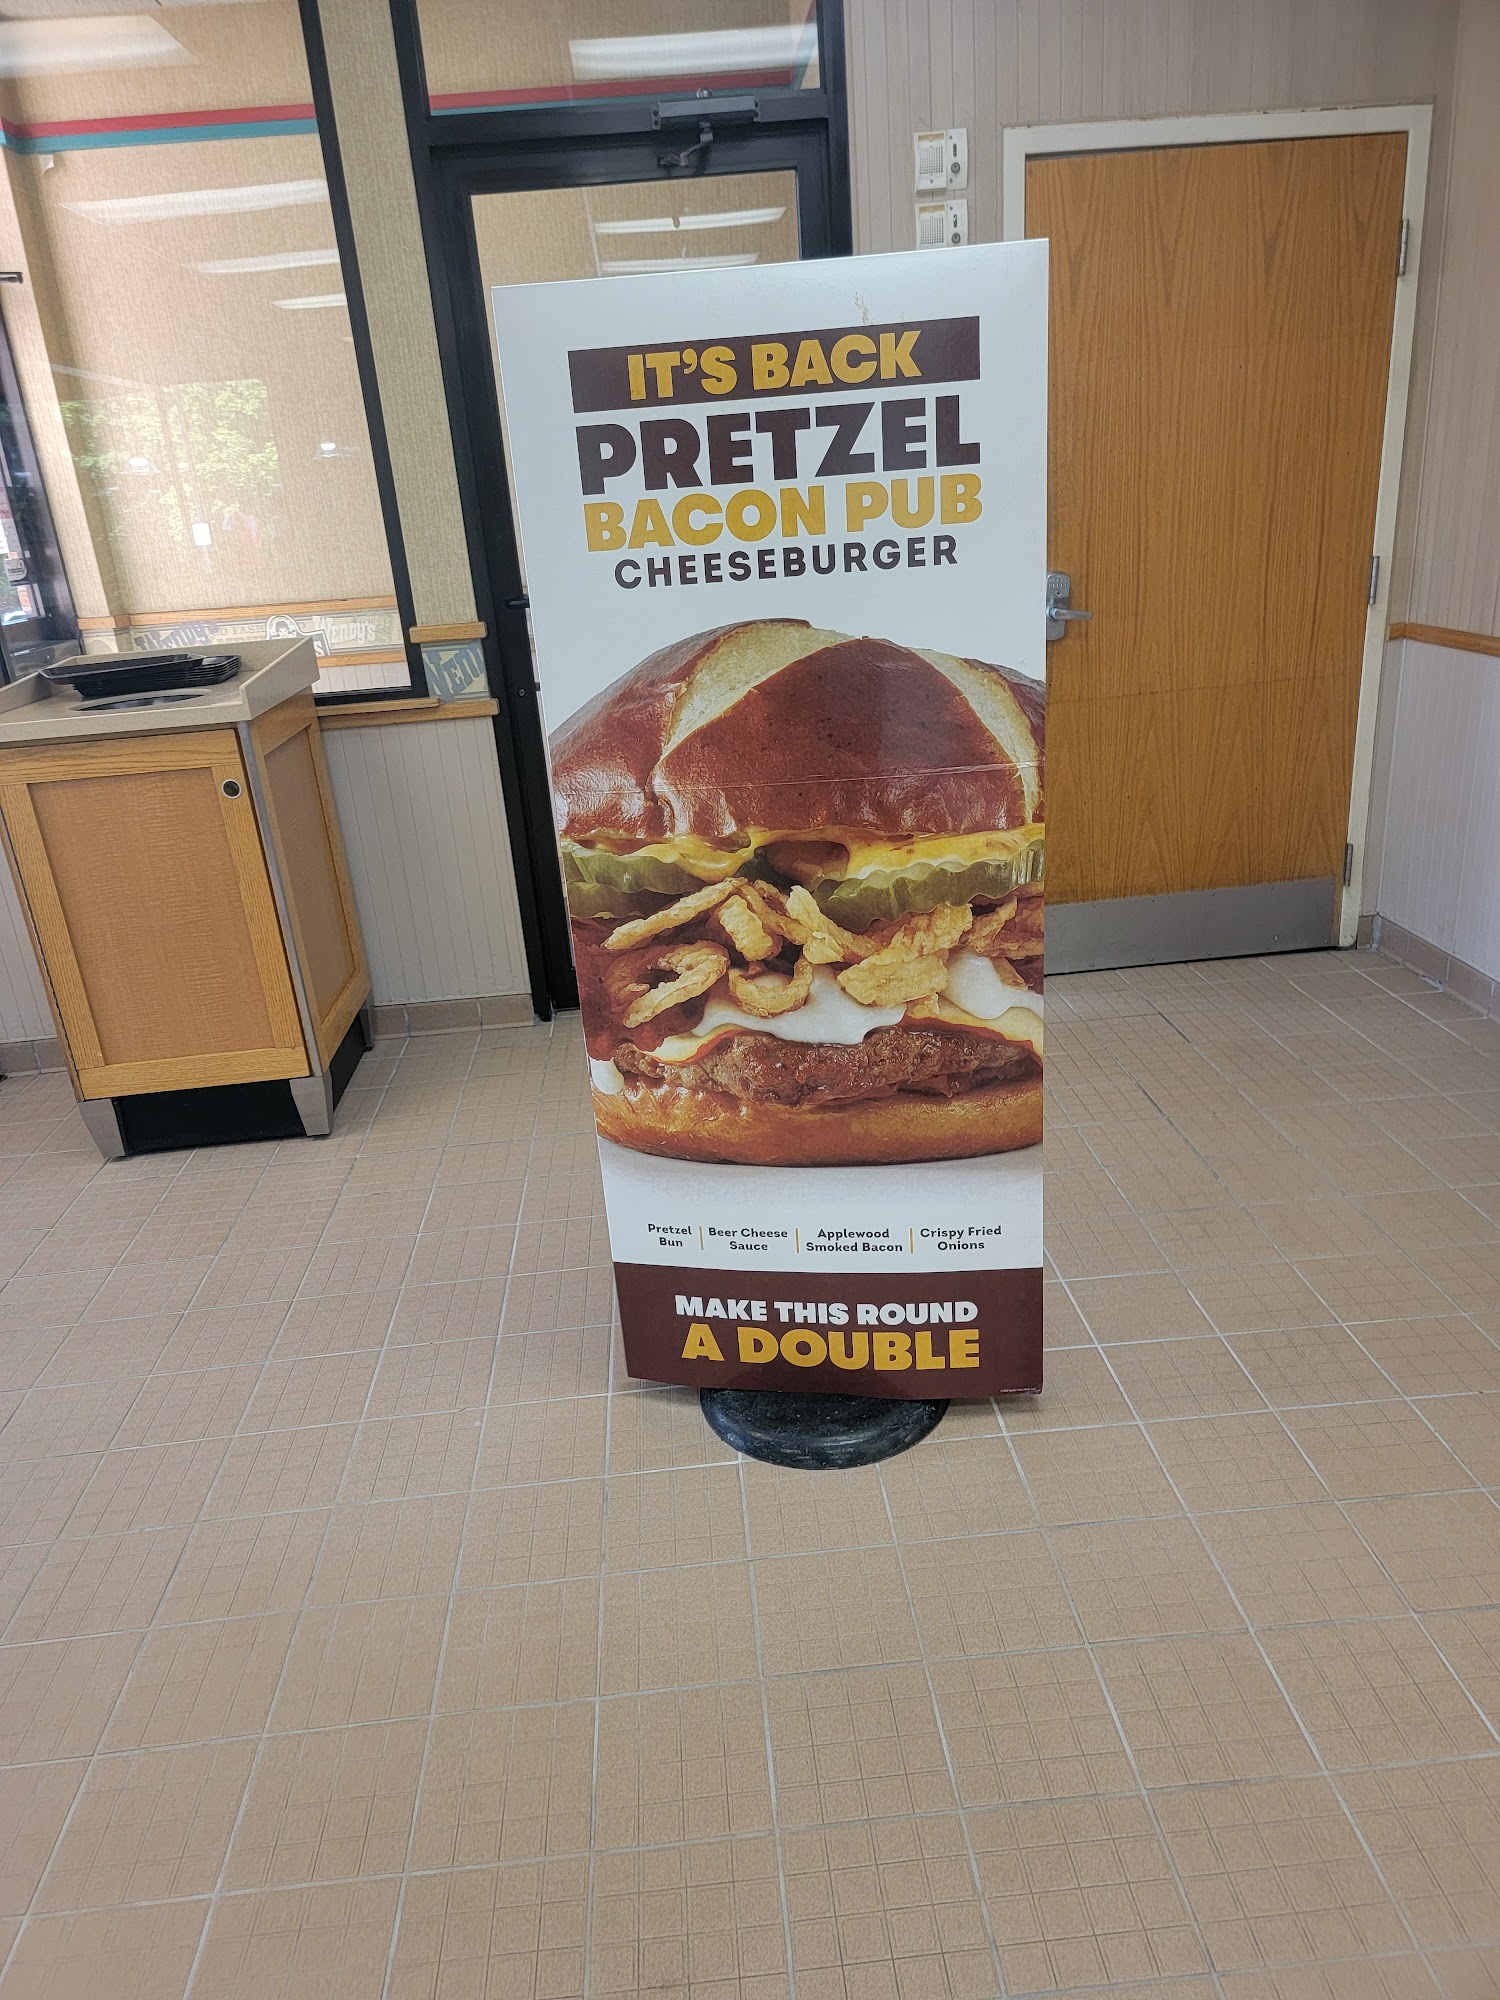 IT'S BACK
PRETZEL
BACON PUB
CHEESEBURGER
Pretzel
Bun
Beer Cheese
Sauce
Applewood
Smoked Bacon
Crispy Fried
Onions
MAKE THIS ROUND
A DOUBLE
WENDY'S